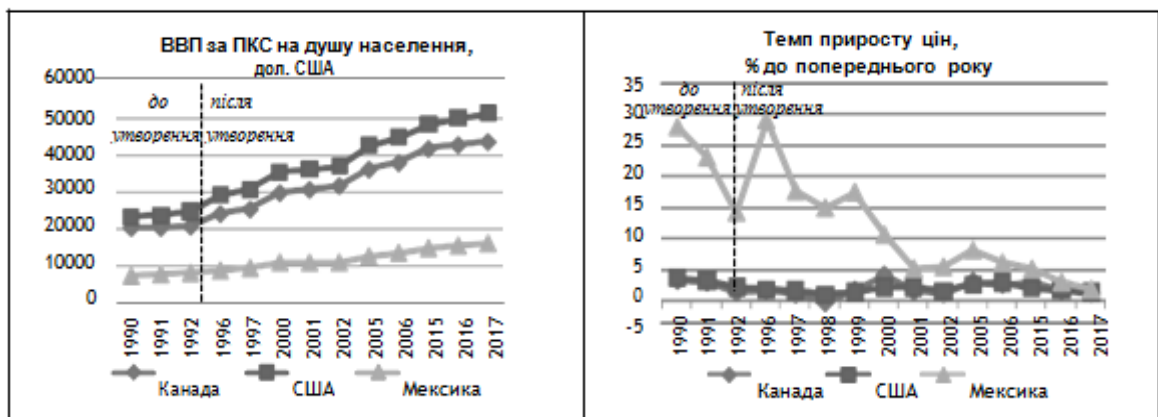 ВВП за ПКС на душу населення,
дол. США
60000
50000
40000
30000
20000
10000
0
до після
утворення утворення
1990 1991 1992 1996 1997 2000 2001 2002 2005 2006 2015 2016 2017
Канада США Мексика
Темп приросту цін,
% до попереднього року
35
30
25
20
15
10
5
0
-5
до після
утворення утворення
1990 1991 1992 1996 1997 1998 1999 2000 2001 2002 2005 2006 2015 2016 2017
Канада США Мексика